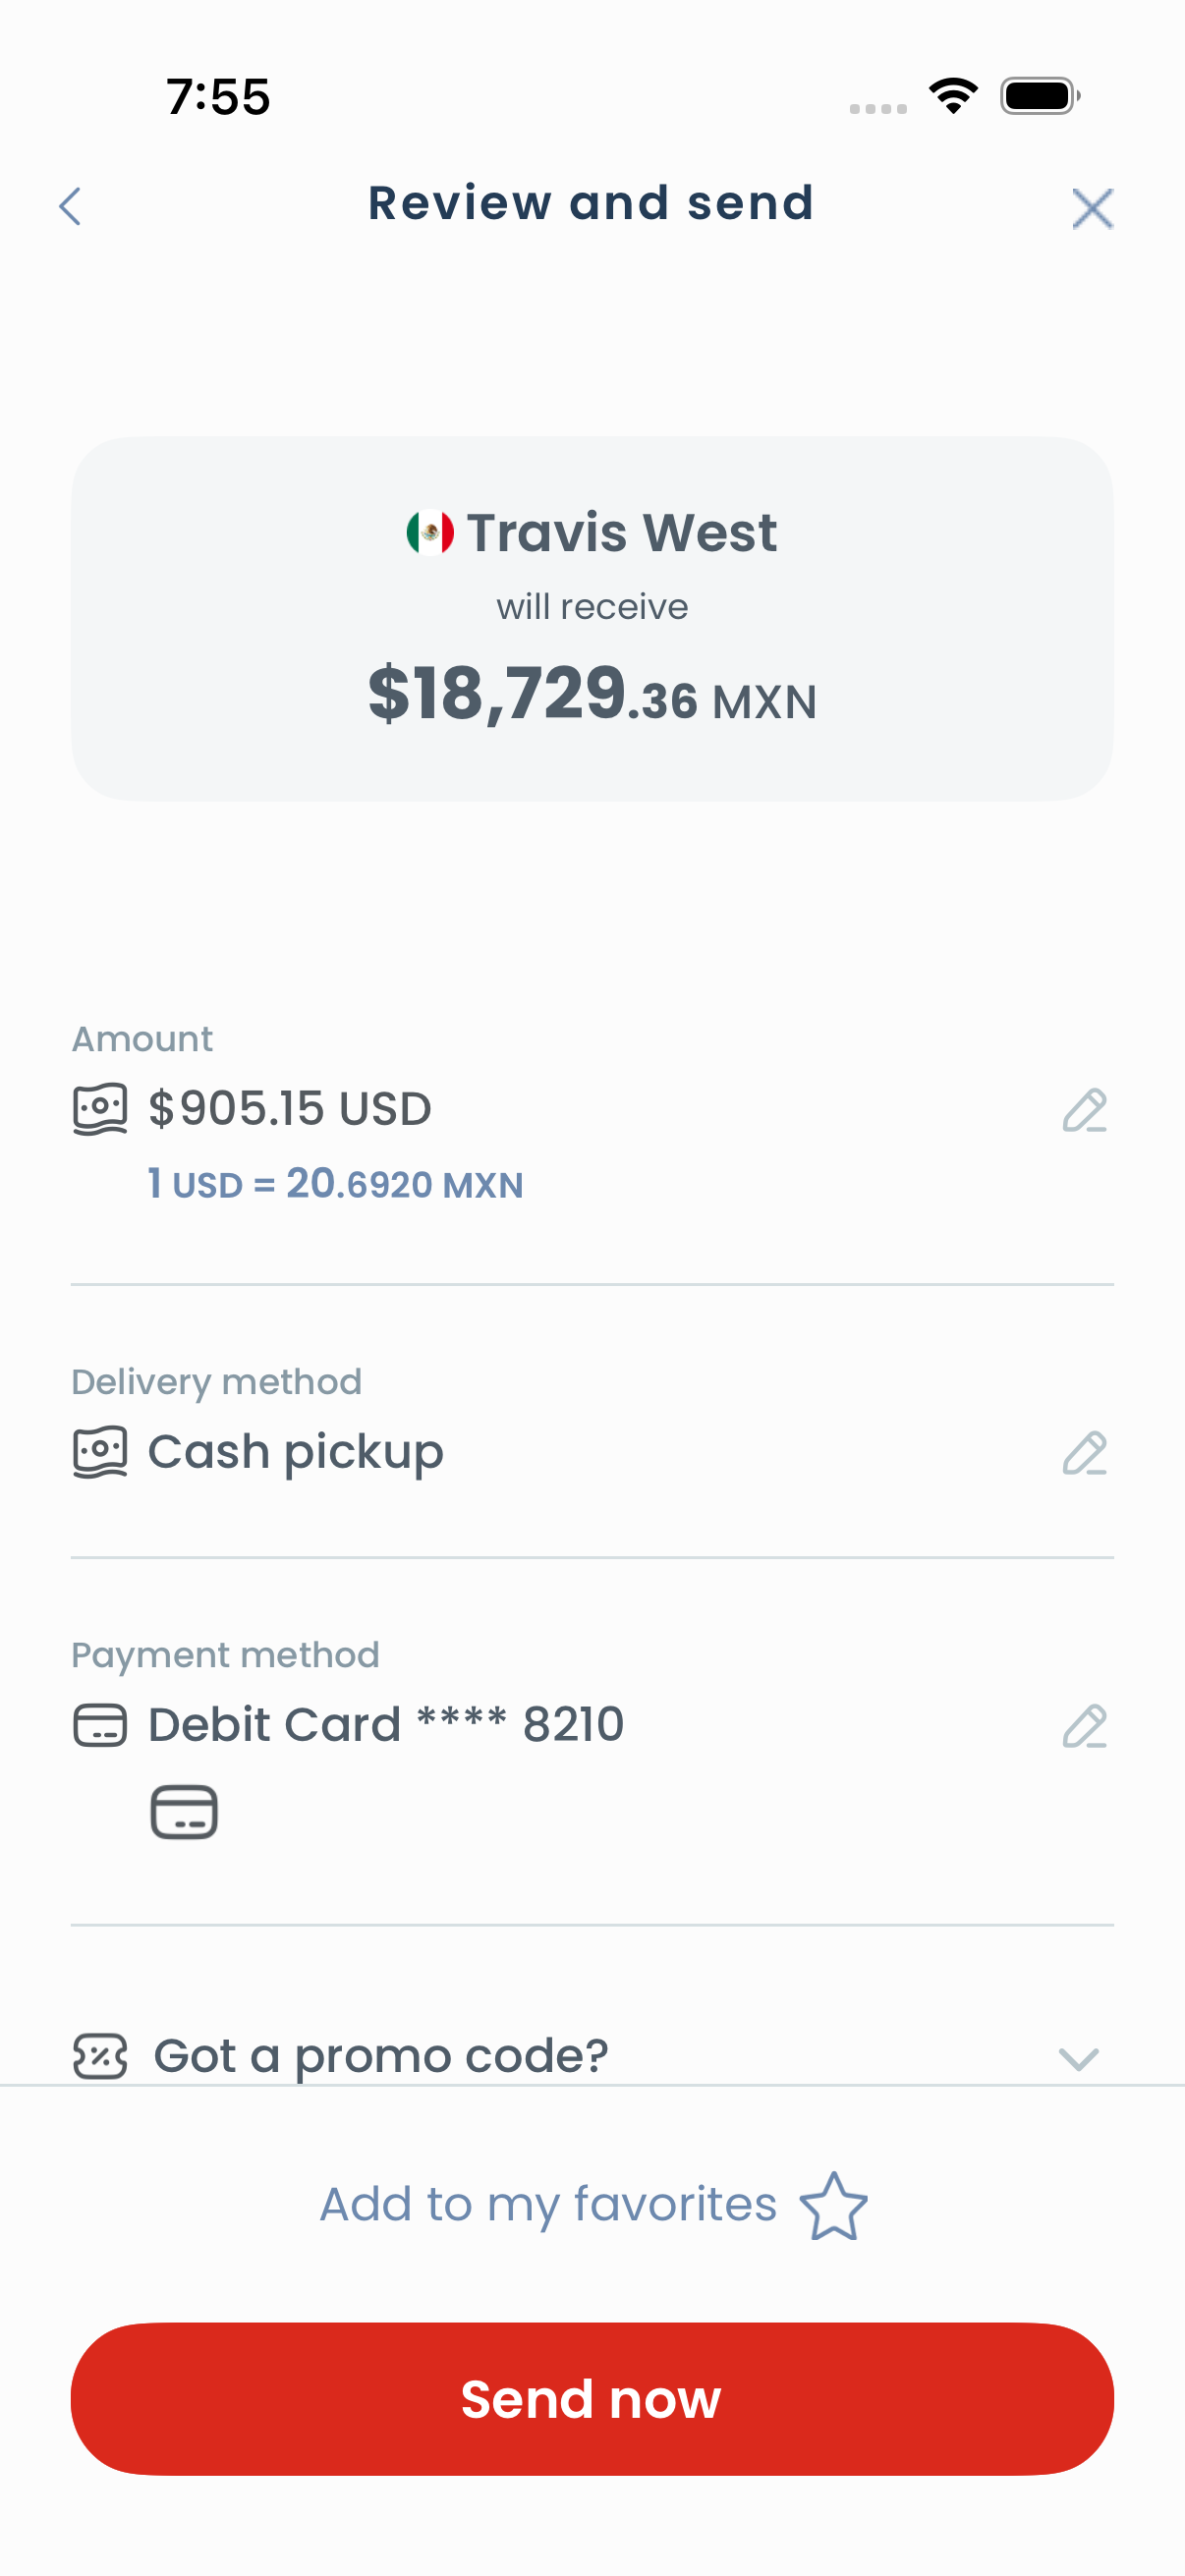 7:55
Review and send
Travis West
will receive
$18,729.36 MXN
Amount
$905.15 USD
1 USD = 20.6920 MXN
Delivery method
Cash pickup
Payment method
Debit Card **** 8210
Got a promo code?
Add to my favorites
Send now